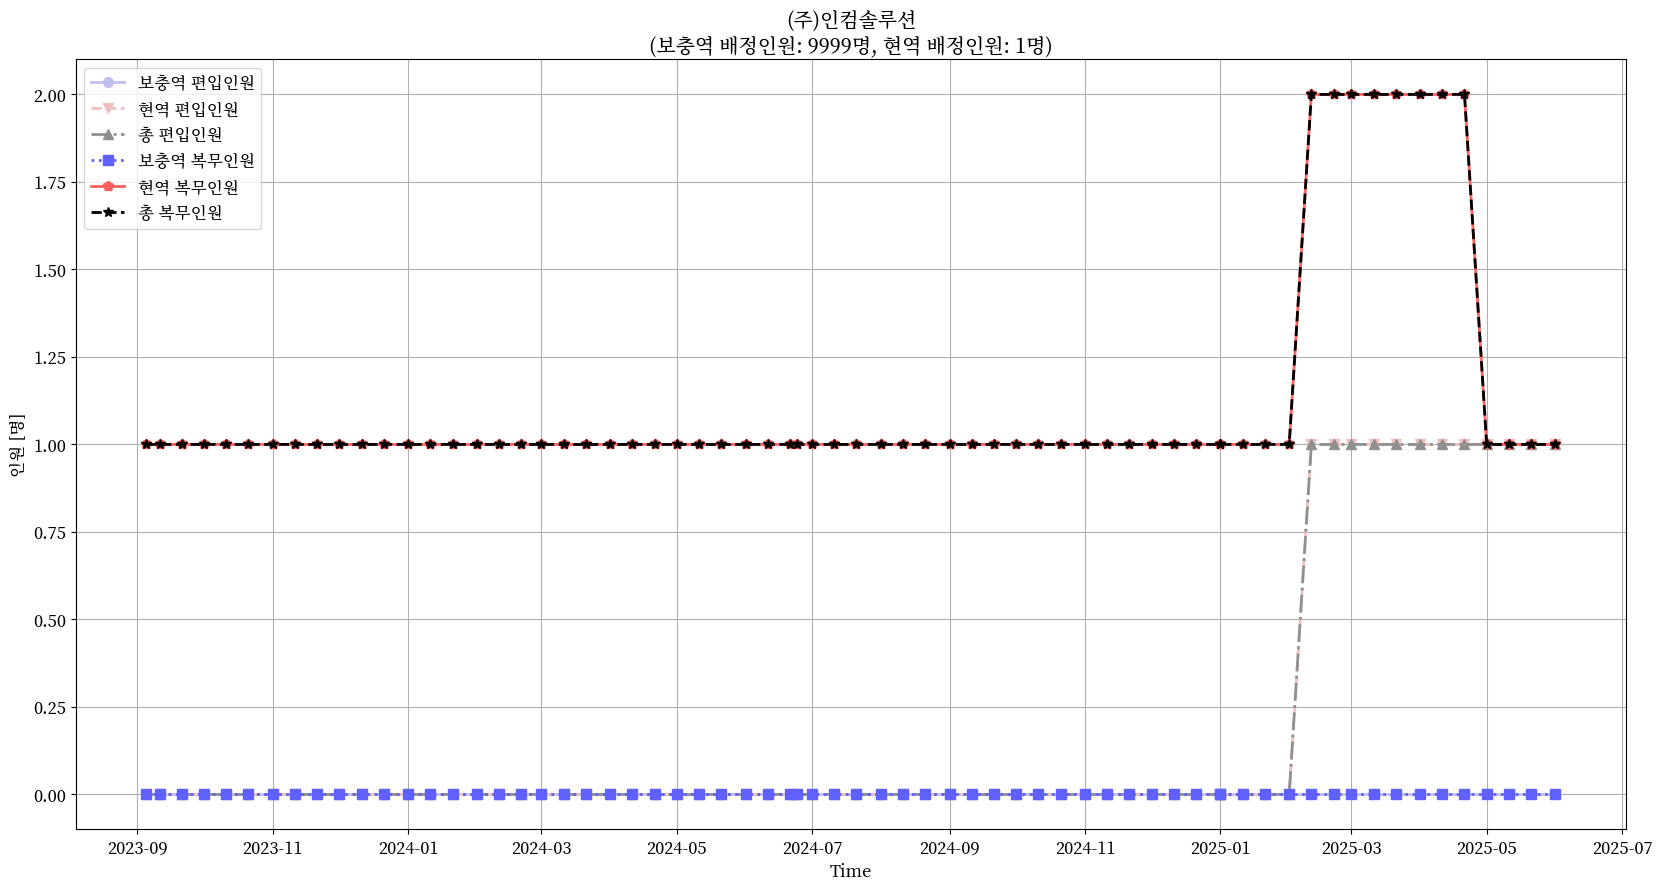 (주)인컴솔루션
(보충역 배정인원: 9999명, 현역 배정인원: 1명)
보충역 편입인원
현역 편입인원
총 편입인원
보충역 복무인원
현역 복무인원
총 복무인원
인원 [명]
2.00
1.75
1.50
1.25
1.00
0.75
0.50
0.25
0.00
2023-09 2023-11 2024-01 2024-03 2024-05 2024-07 2024-09 2024-11 2025-01 2025-03 2025-05 2025-07
Time